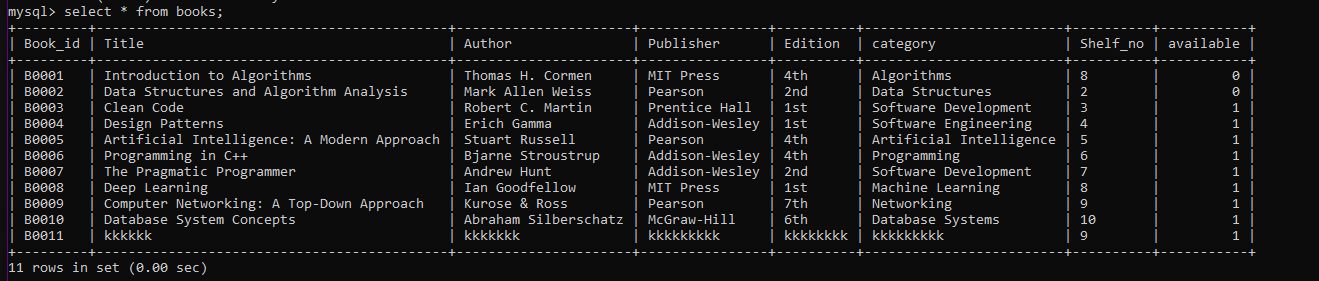 mysql> select * from books;
+---------+---------------------------------------------+----------------------+----------------+----------+-------------------------+----------+-----------+
| Book_id | Title                                       | Author               | Publisher      | Edition  | category                | Shelf_no | available |
+---------+---------------------------------------------+----------------------+----------------+----------+-------------------------+----------+-----------+
| B0001   | Introduction to Algorithms                  | Thomas H. Cormen     | MIT Press      | 4th      | Algorithms              | 8        |         0 |
| B0002   | Data Structures and Algorithm Analysis      | Mark Allen Weiss     | Pearson        | 2nd      | Data Structures         | 2        |         0 |
| B0003   | Clean Code                                  | Robert C. Martin     | Prentice Hall  | 1st      | Software Development    | 3        |         1 |
| B0004   | Design Patterns                             | Erich Gamma          | Addison-Wesley | 1st      | Software Engineering    | 4        |         1 |
| B0005   | Artificial Intelligence: A Modern Approach  | Stuart Russell       | Pearson        | 4th      | Artificial Intelligence | 5        |         1 |
| B0006   | Programming in C++                          | Bjarne Stroustrup    | Addison-Wesley | 4th      | Programming             | 6        |         1 |
| B0007   | The Pragmatic Programmer                    | Andrew Hunt          | Addison-Wesley | 2nd      | Software Development    | 7        |         1 |
| B0008   | Deep Learning                               | Ian Goodfellow       | MIT Press      | 1st      | Machine Learning        | 8        |         1 |
| B0009   | Computer Networking: A Top-Down Approach    | Kurose & Ross        | Pearson        | 7th      | Networking              | 9        |         1 |
| B0010   | Database System Concepts                    | Abraham Silberschatz | McGraw-Hill    | 6th      | Database Systems        | 10       |         1 |
| B0011   | kkkkkk                                      | kkkkkkk              | kkkkkkkkk      | kkkkkkkk | kkkkkkkkk               | 9        |         1 |
+---------+---------------------------------------------+----------------------+----------------+----------+-------------------------+----------+-----------+
11 rows in set (0.00 sec)